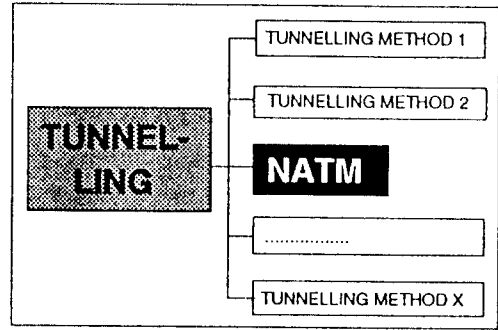 TUNNELLING METHOD 1
TUNNELLING METHOD 2
TUNNEL-
LING
NATM
.................
TUNNELLING METHOD X